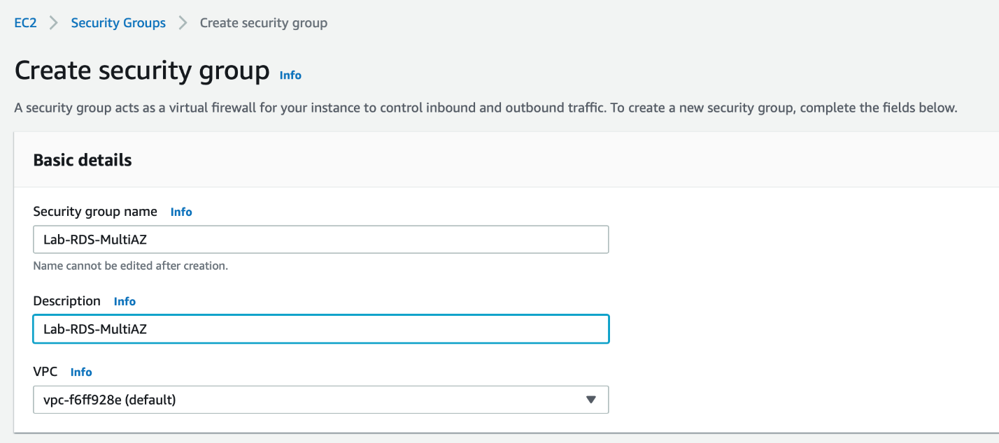 EC2 > Security Groups > Create security group
Create security group Info
A security group acts as a virtual firewall for your instance to control inbound and outbound traffic. To create a new security group, complete the fields below.
Basic details
Security group name Info
Lab-RDS-MultiAZ
Name cannot be edited after creation.
Description Info
Lab-RDS-MultiAZ
VPC Info
vpc-f6ff928e (default)